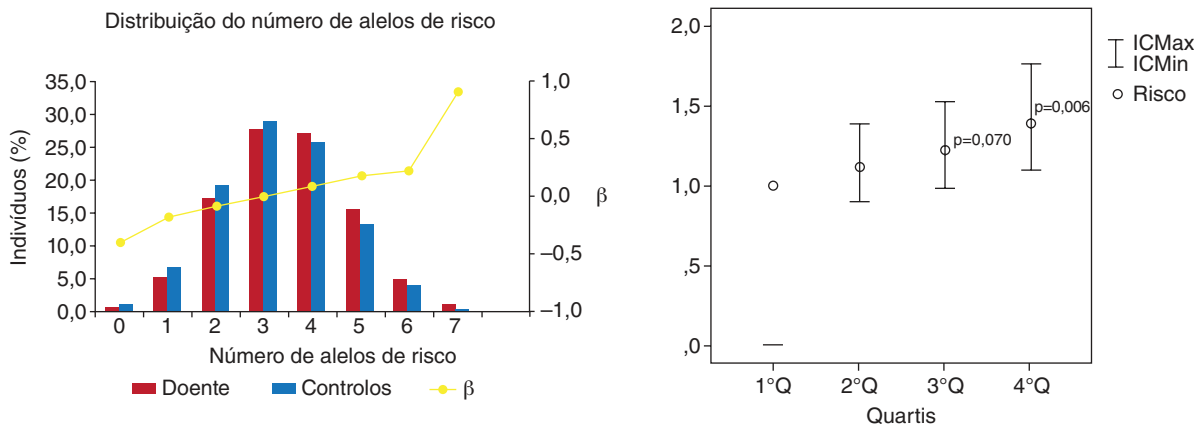 Distribuição do número de alelos de risco
35,0
30,0
25,0
20,0
15,0
10,0
5,0
0,0
Indivíduos (%)
1,0
0,5
0,0
–0,5
–1,0
β
0 1 2 3 4 5 6 7
Número de alelos de risco
Doente Controlos β
2,0
1,5
1,0
,5
,0
p=0,070
p=0,006
1°Q 2°Q 3°Q 4°Q
Quartis
ICMax
ICMin
Risco